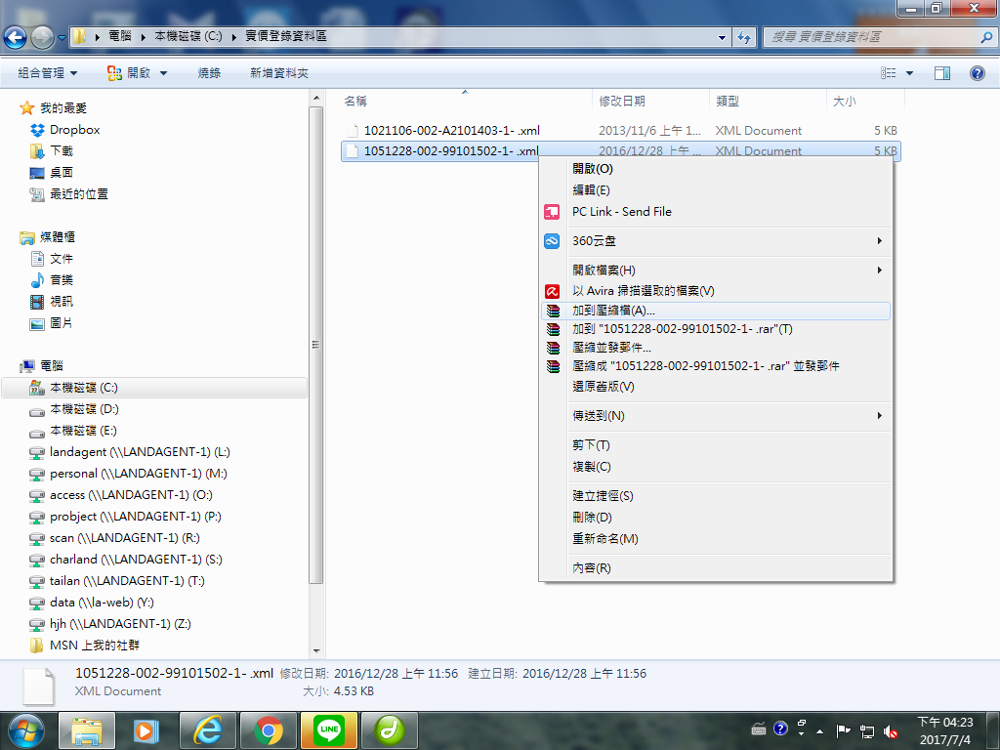 電腦 本機磁碟 (C:) 實價登錄資料區
搜尋 實價登錄資料區
組合管理 開啟 燒錄 新增資料夾
我的最愛
Dropbox
下載
桌面
最近的位置
媒體櫃
文件
音樂
視訊
圖片
電腦
本機磁碟 (C:)
本機磁碟 (D:)
本機磁碟 (E:)
landagent (\\LANDAGENT-1) (L:)
personal (\\LANDAGENT-1) (M:)
access (\\LANDAGENT-1) (O:)
probject (\\LANDAGENT-1) (P:)
scan (\\LANDAGENT-1) (R:)
charland (\\LANDAGENT-1) (S:)
tailan (\\LANDAGENT-1) (T:)
data (\\la-web) (Y:)
hjh (\\LANDAGENT-1) (Z:)
MSN 上我的社群
名稱 修改日期 類型 大小
1021106-002-A2101403-1- .xml 2013/11/6 上午 1... XML Document 5 KB
1051228-002-99101502-1- .xml 2016/12/28 上午 ... XML Document 5 KB
開啟(O)
編輯(E)
PC Link - Send File
360云盘
開啟檔案(H)
以 Avira 掃描選取的檔案(V)
加到壓縮檔(A)...
加到 "1051228-002-99101502-1- .rar"(T)
壓縮並發郵件...
壓縮成 "1051228-002-99101502-1- .rar" 並發郵件
還原舊版(V)
傳送到(N)
剪下(T)
複製(C)
建立捷徑(S)
刪除(D)
重新命名(M)
內容(R)
1051228-002-99101502-1- .xml 修改日期: 2016/12/28 上午 11:56 建立日期: 2016/12/28 上午 11:56
XML Document 大小: 4.53 KB
LINE
下午 04:23
2017/7/4